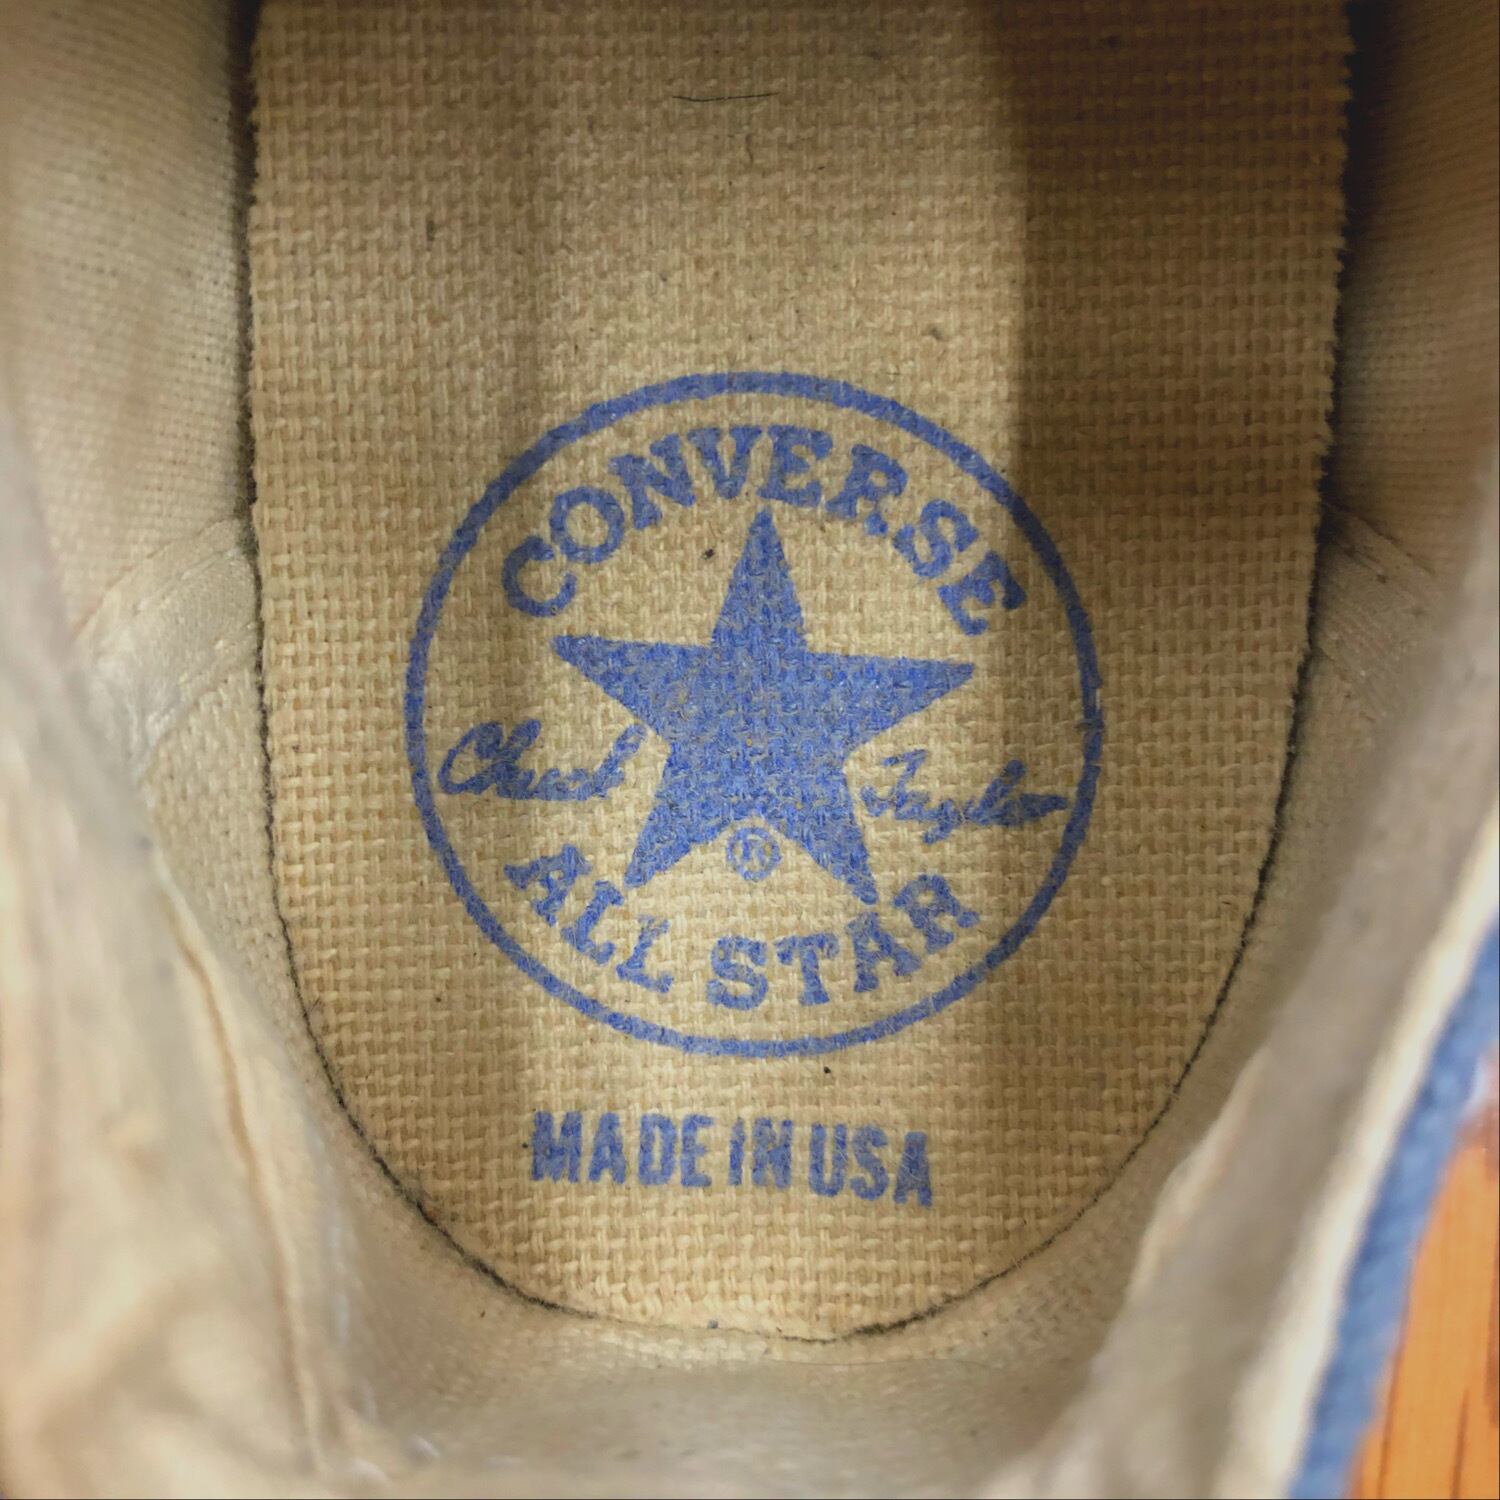 CONVERSE
Chuck Taylor
®
ALL STAR
MADE IN USA